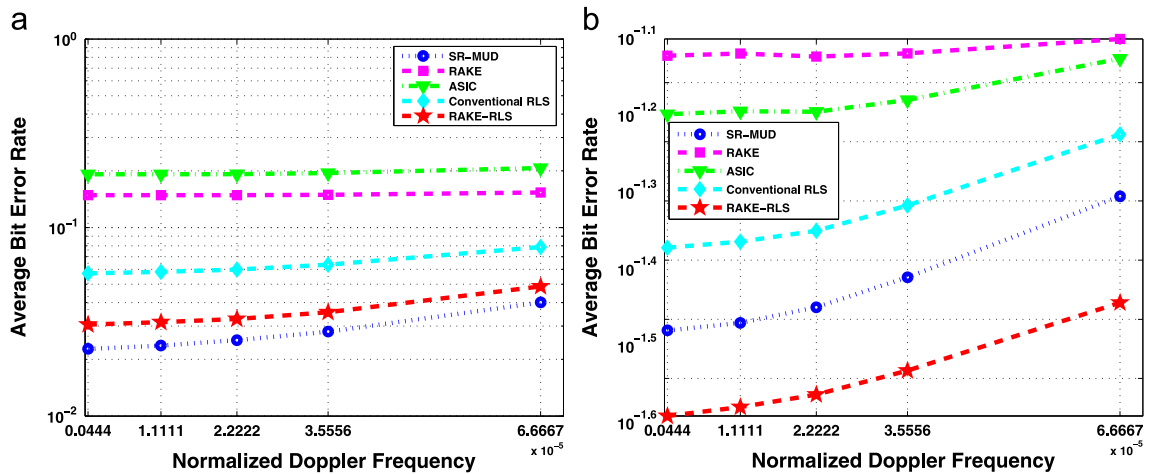 a
10^0
10^-1
10^-2
Average Bit Error Rate
SR-MUD
RAKE
ASIC
Conventional RLS
RAKE-RLS
0.0444 1.1111 2.2222 3.5556 6.6667
x 10^-5
Normalized Doppler Frequency
b
10^-1.1
10^-1.2
10^-1.3
10^-1.4
10^-1.5
10^-1.6
Average Bit Error Rate
SR-MUD
RAKE
ASIC
Conventional RLS
RAKE-RLS
0.0444 1.1111 2.2222 3.5556 6.6667
x 10^-5
Normalized Doppler Frequency